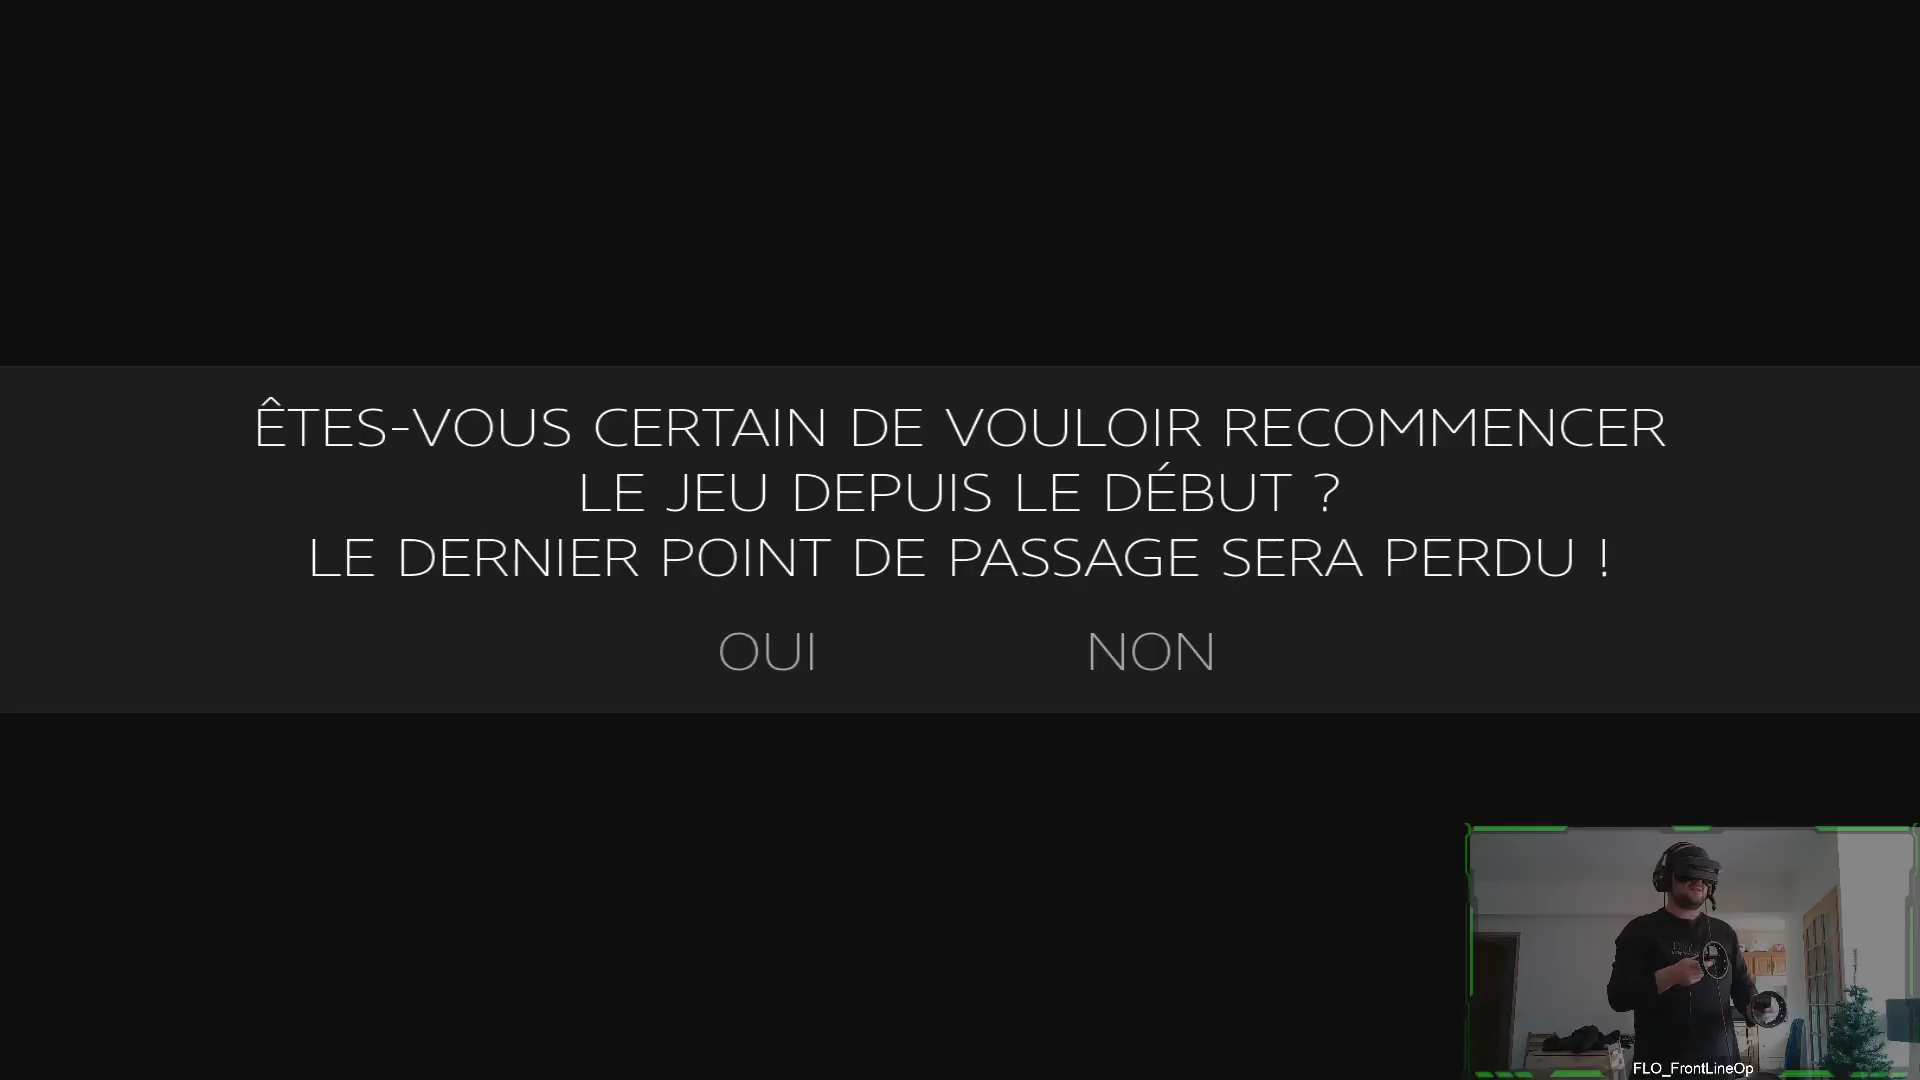 ÊTES-VOUS CERTAIN DE VOULOIR RECOMMENCER
LE JEU DEPUIS LE DÉBUT ?
LE DERNIER POINT DE PASSAGE SERA PERDU !
OUI NON
FLO_FrontLineOp